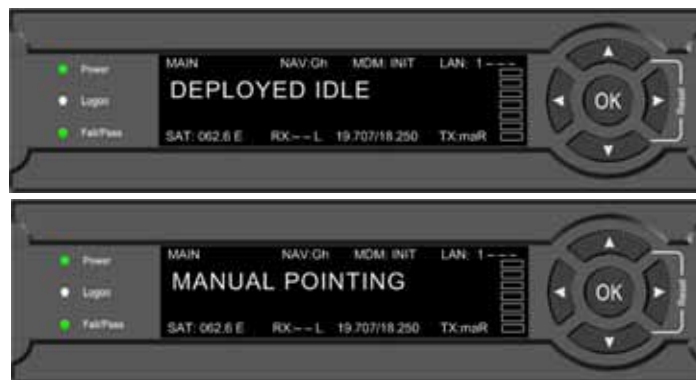 MAIN NAV:Gh MDM: INIT LAN: 1 - - -
Power
DEPLOYED IDLE
Logon
OK
Reset
Fail/Pass
SAT: 062.6 E RX:– – L 19.707/18.250 TX:maR
MAIN NAV:Gh MDM: INIT LAN: 1 - - -
Power
MANUAL POINTING
Logon
OK
Reset
Fail/Pass
SAT: 062.6 E RX:– – L 19.707/18.250 TX:maR